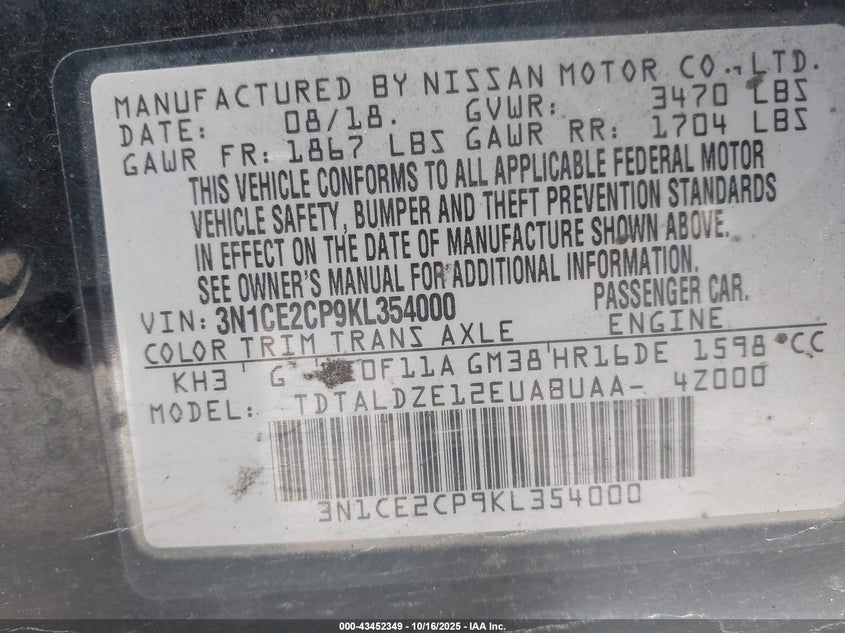 MANUFACTURED BY NISSAN MOTOR CO., LTD.
DATE: 08/18. GVWR: 3470 LBS
GAWR FR: 1867 LBS GAWR RR: 1704 LBS
THIS VEHICLE CONFORMS TO ALL APPLICABLE FEDERAL MOTOR
VEHICLE SAFETY, BUMPER AND THEFT PREVENTION STANDARDS
IN EFFECT ON THE DATE OF MANUFACTURE SHOWN ABOVE.
SEE OWNER'S MANUAL FOR ADDITIONAL INFORMATION.
VIN: 3N1CE2CP9KL354000 PASSENGER CAR.
COLOR TRIM TRANS AXLE ENGINE
KH3 G GM38 HR16DE 1598 CC
MODEL: TDTALDZE12EUABUAA- 4Z000
3N1CE2CP9KL354000
000-43452349 - 10/16/2025 - IAA Inc.